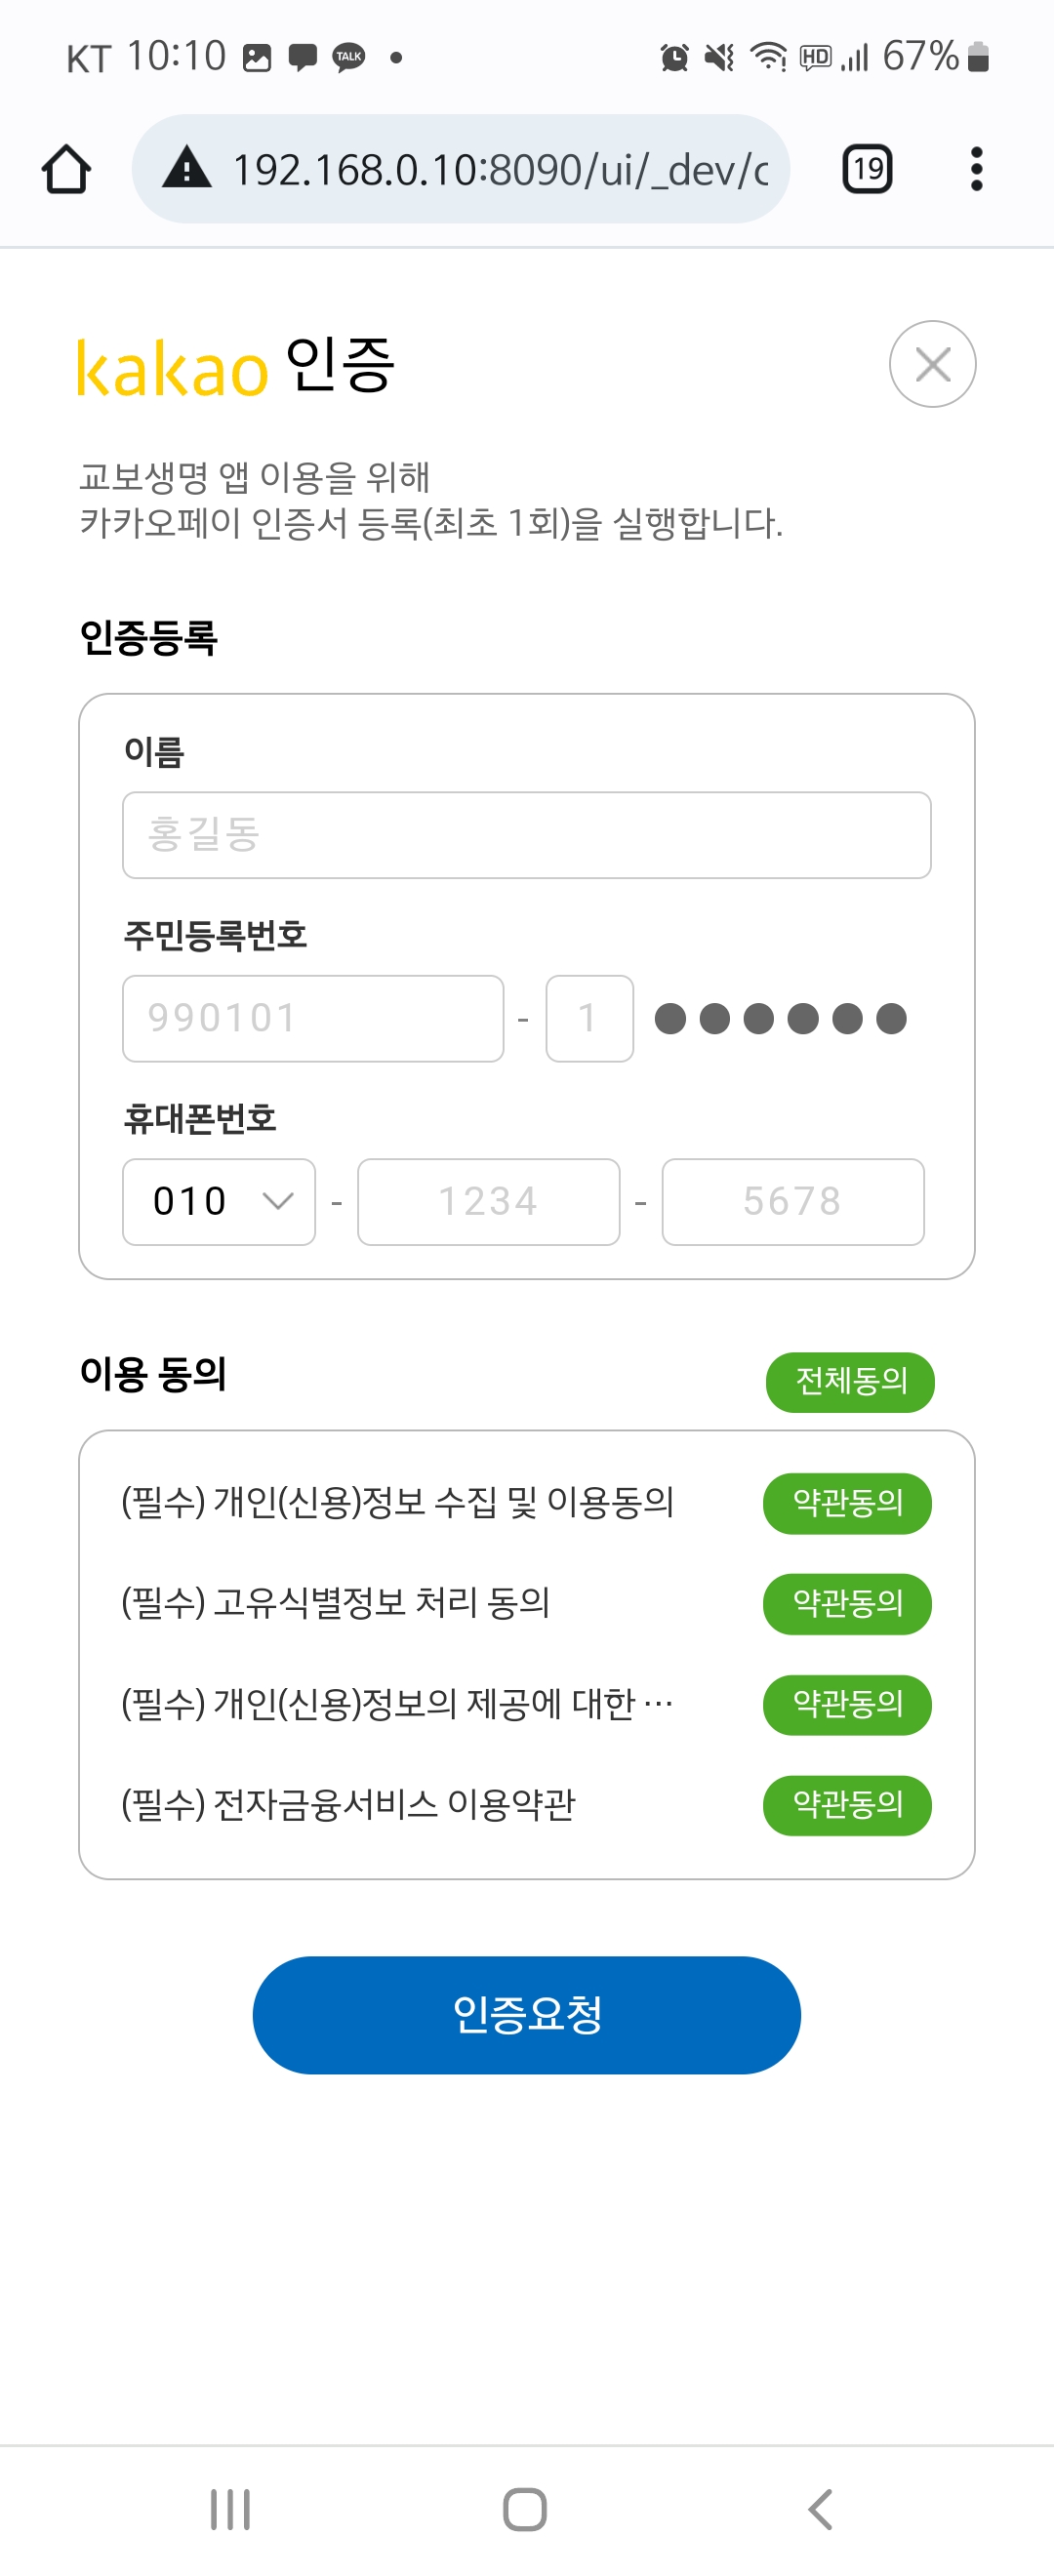 KT 10:10 TALK HD 67%
192.168.0.10:8090/ui/_dev/c 19
kakao 인증
교보생명 앱 이용을 위해
카카오페이 인증서 등록(최초 1회)을 실행합니다.
인증등록
이름
홍길동
주민등록번호
990101 - 1 ●●●●●●
휴대폰번호
010 - 1234 - 5678
이용 동의 전체동의
(필수) 개인(신용)정보 수집 및 이용동의 약관동의
(필수) 고유식별정보 처리 동의 약관동의
(필수) 개인(신용)정보의 제공에 대한 … 약관동의
(필수) 전자금융서비스 이용약관 약관동의
인증요청